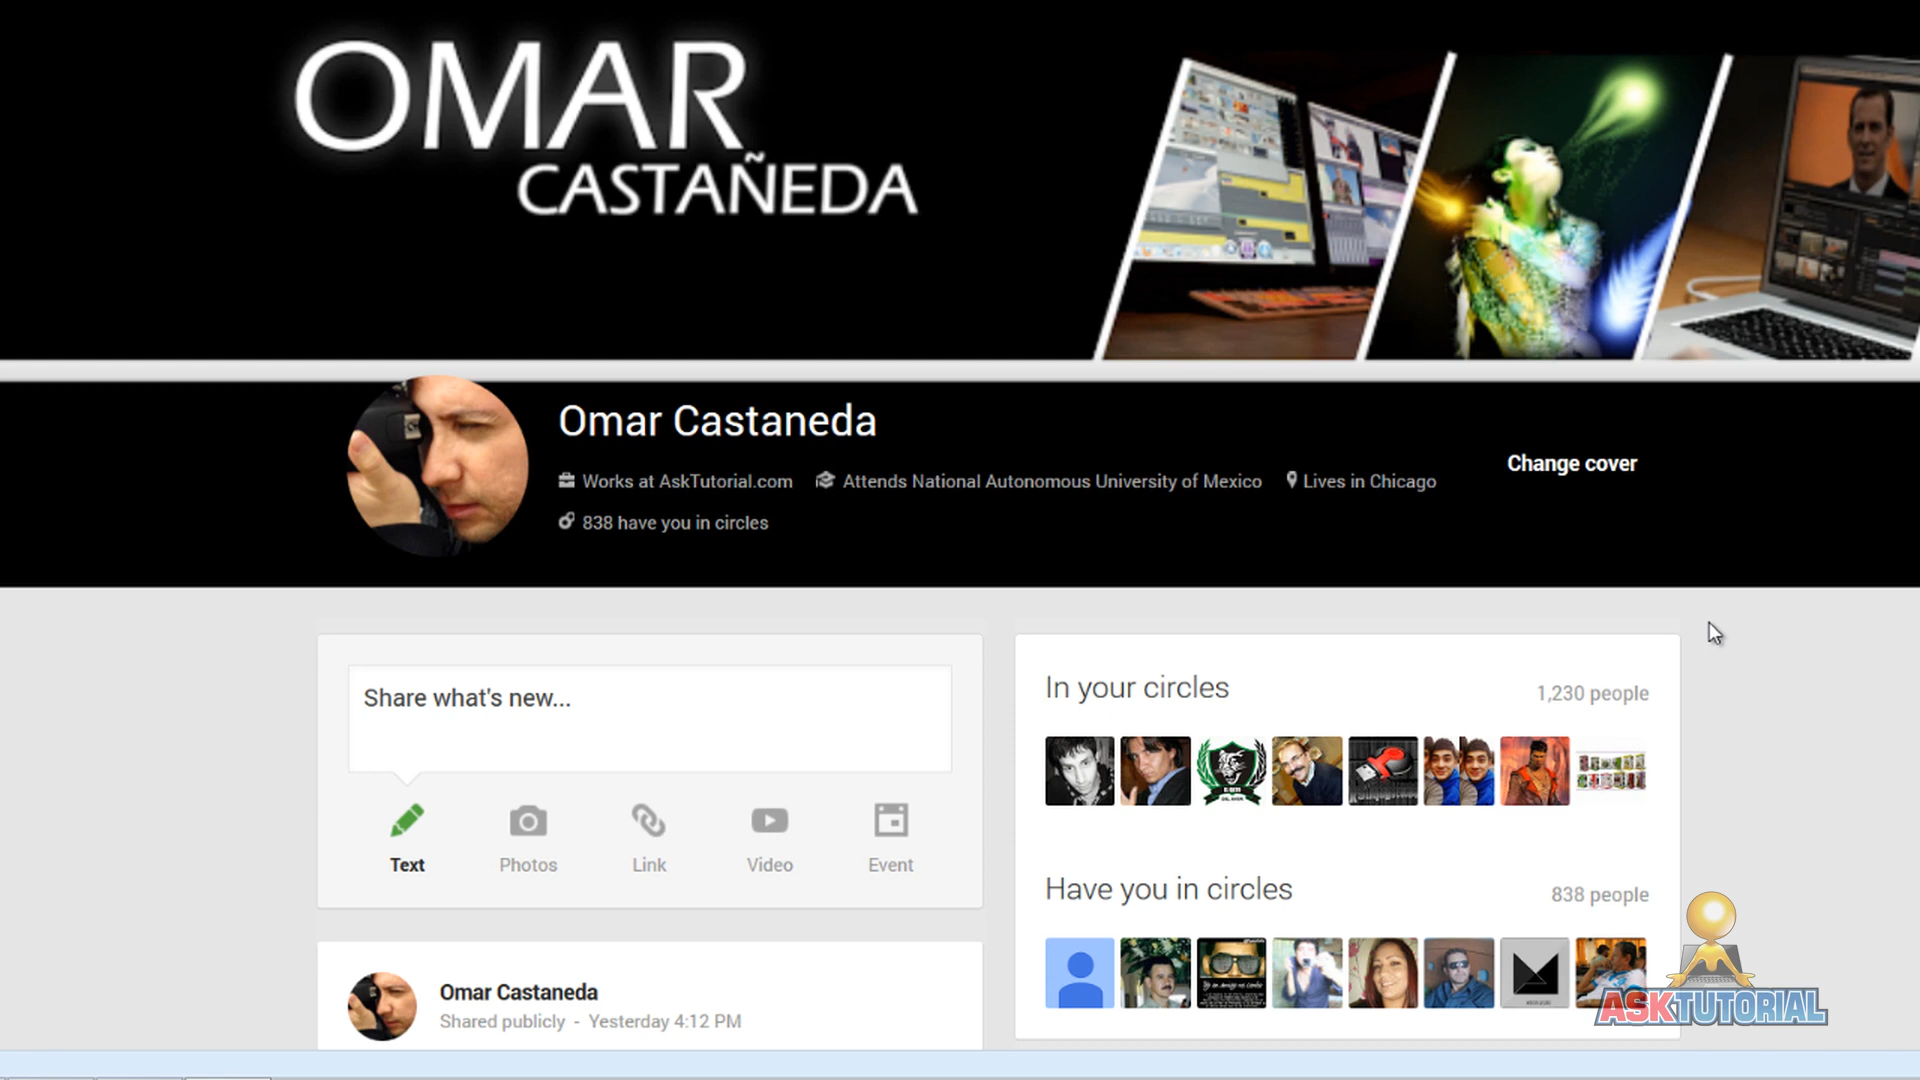 OMAR
CASTAÑEDA
Omar Castaneda
Works at AskTutorial.com Attends National Autonomous University of Mexico Lives in Chicago
838 have you in circles
Change cover
Share what's new...
Text Photos Link Video Event
In your circles 1,230 people
Have you in circles 838 people
Omar Castaneda
Shared publicly - Yesterday 4:12 PM
ASKTUTORIAL